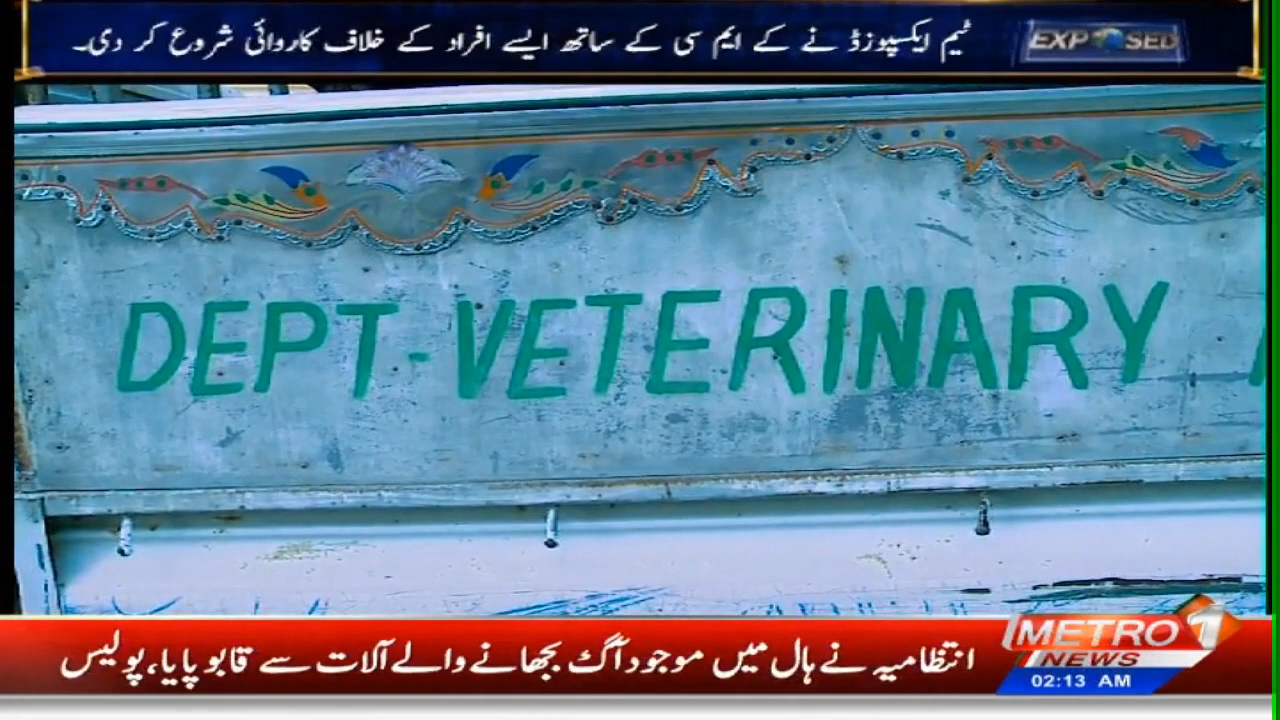 ٹیم ایکسپوزڈ نے کے ایم سی کے ساتھ ایسے افراد کے خلاف کاروائی شروع کر دی۔
EXPOSED
DEPT-VETERINARY
انتظامیہ نے ہال میں موجود آگ بجھانے والے آلات سے قابو پایا، پولیس
METRO 1
NEWS
02:13 AM